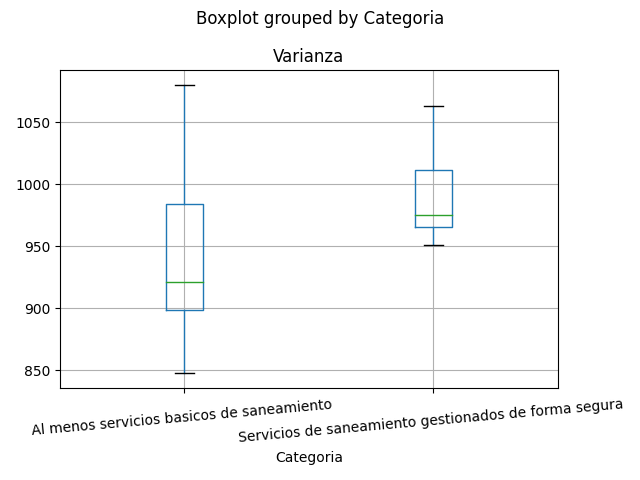 Boxplot grouped by Categoria
Varianza
1050
1000
950
900
850
Al menos servicios basicos de saneamiento
Servicios de saneamiento gestionados de forma segura
Categoria